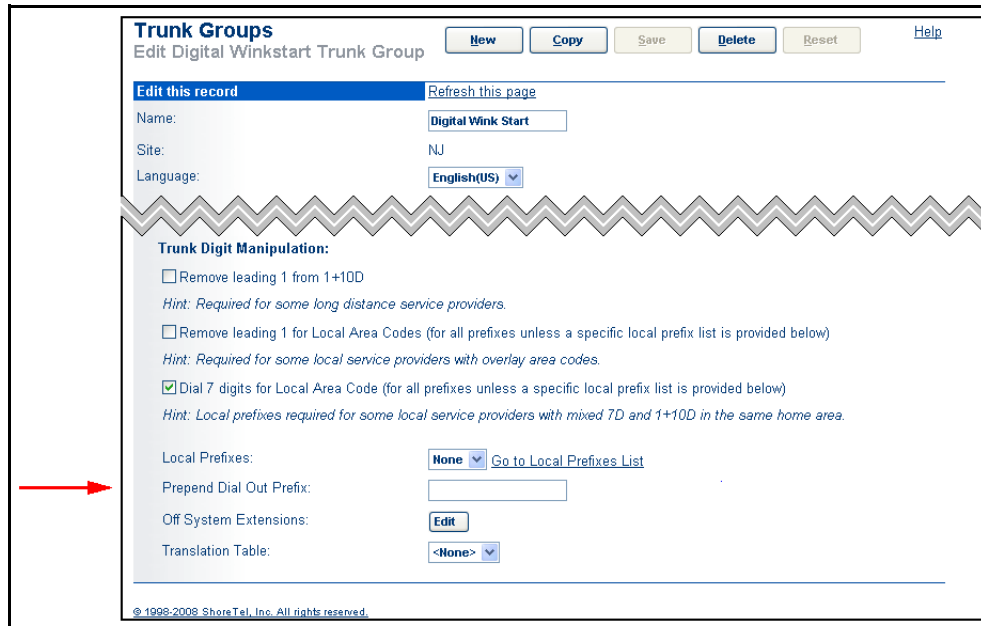 Trunk Groups
Edit Digital Winkstart Trunk Group
New Copy Save Delete Reset
Help
Edit this record Refresh this page
Name: Digital Wink Start
Site: NJ
Language: English(US)
Trunk Digit Manipulation:
Remove leading 1 from 1+10D
Hint: Required for some long distance service providers.
Remove leading 1 for Local Area Codes (for all prefixes unless a specific local prefix list is provided below)
Hint: Required for some local service providers with overlay area codes.
Dial 7 digits for Local Area Code (for all prefixes unless a specific local prefix list is provided below)
Hint: Local prefixes required for some local service providers with mixed 7D and 1+10D in the same home area.
Local Prefixes: None Go to Local Prefixes List
Prepend Dial Out Prefix:
Off System Extensions: Edit
Translation Table: <None>
© 1998-2008 ShoreTel, Inc. All rights reserved.